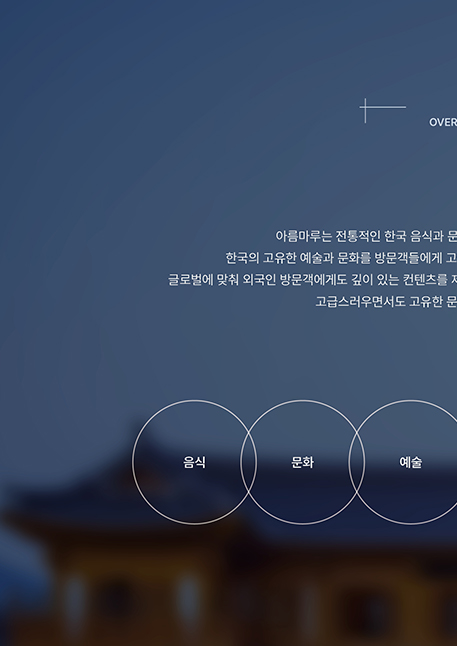 OVER
아름마루는 전통적인 한국 음식과 문
한국의 고유한 예술과 문화를 방문객들에게 고
글로벌에 맞춰 외국인 방문객에게도 깊이 있는 컨텐츠를
고급스러우면서도 고유한 문
음식
문화
예술